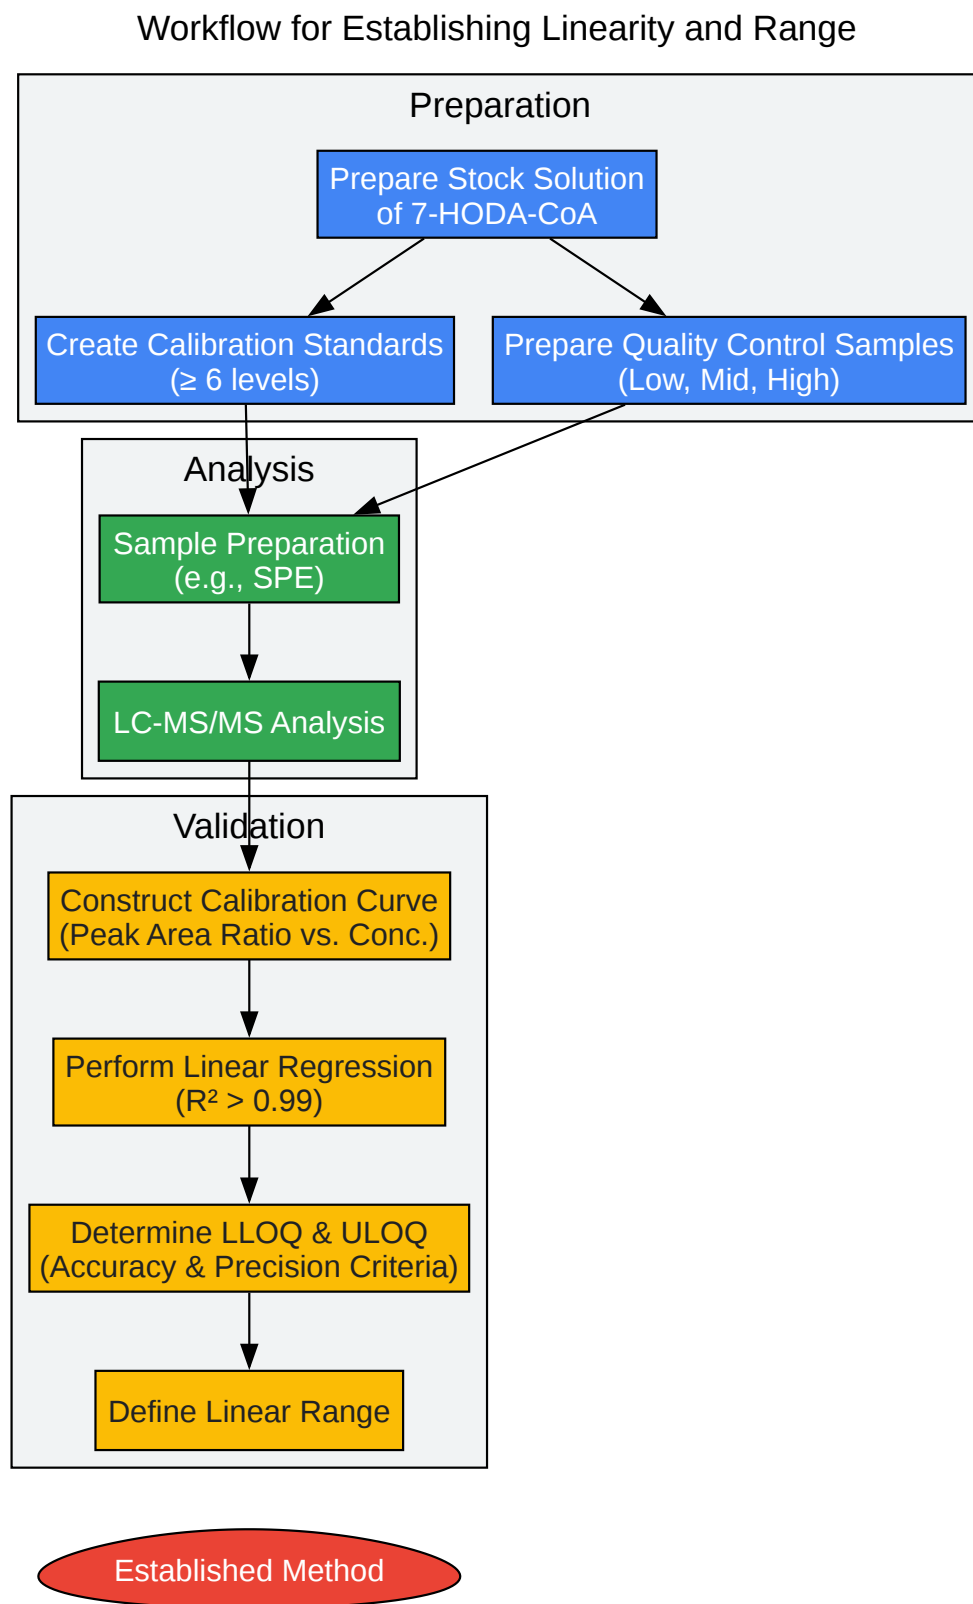 Workflow for Establishing Linearity and Range
Preparation
Prepare Stock Solution
of 7-HODA-CoA
Create Calibration Standards
(≥ 6 levels)
Prepare Quality Control Samples
(Low, Mid, High)
Analysis
Sample Preparation
(e.g., SPE)
LC-MS/MS Analysis
Validation
Construct Calibration Curve
(Peak Area Ratio vs. Conc.)
Perform Linear Regression
(R² > 0.99)
Determine LLOQ & ULOQ
(Accuracy & Precision Criteria)
Define Linear Range
Established Method